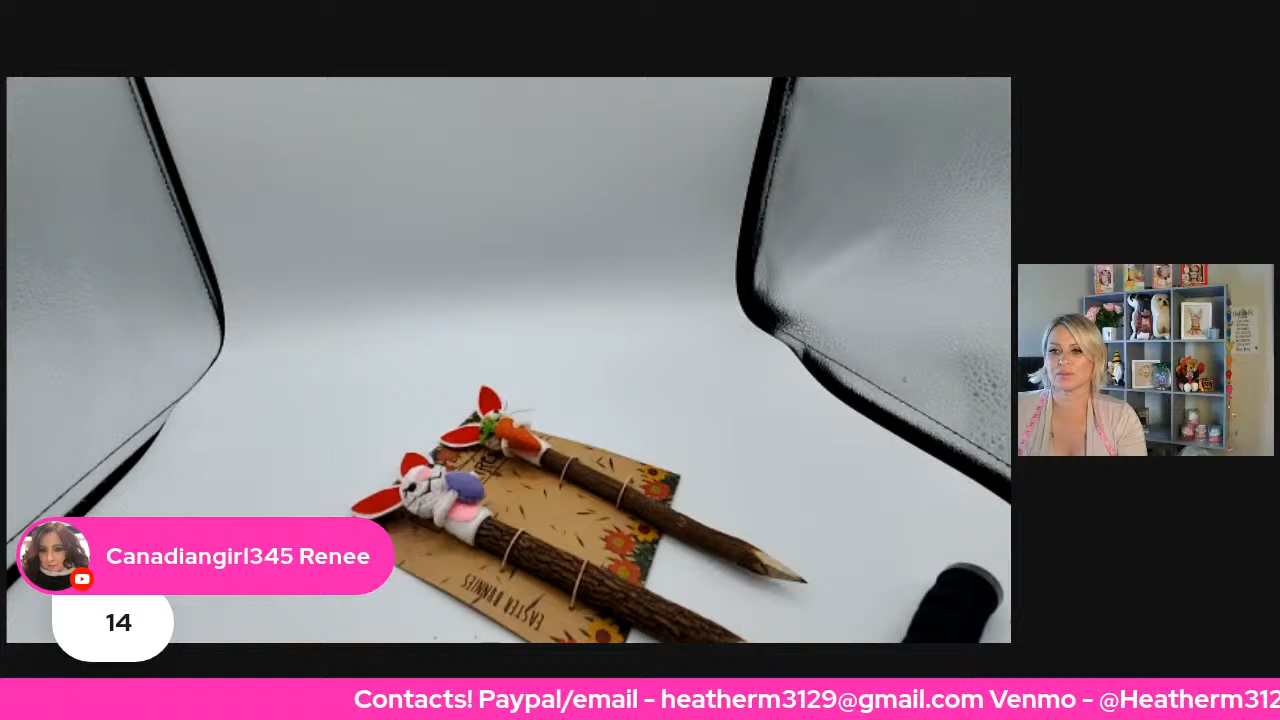 EASTER BUNNIES
Canadiangirl345 Renee
14
Contacts! Paypal/email - heatherm3129@gmail.com Venmo - @Heatherm312